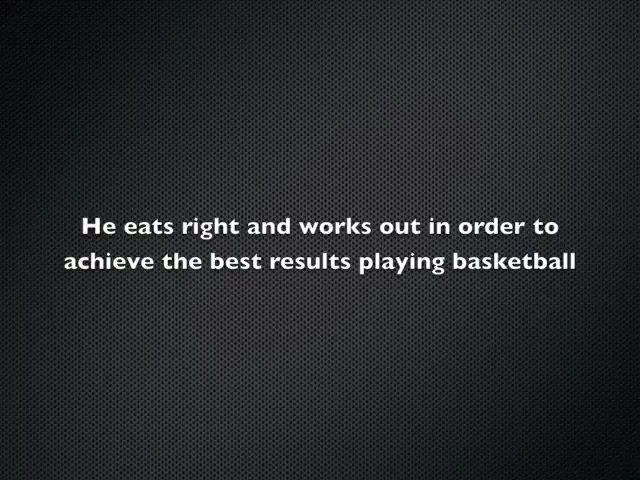 He eats right and works out in order to
achieve the best results playing basketball